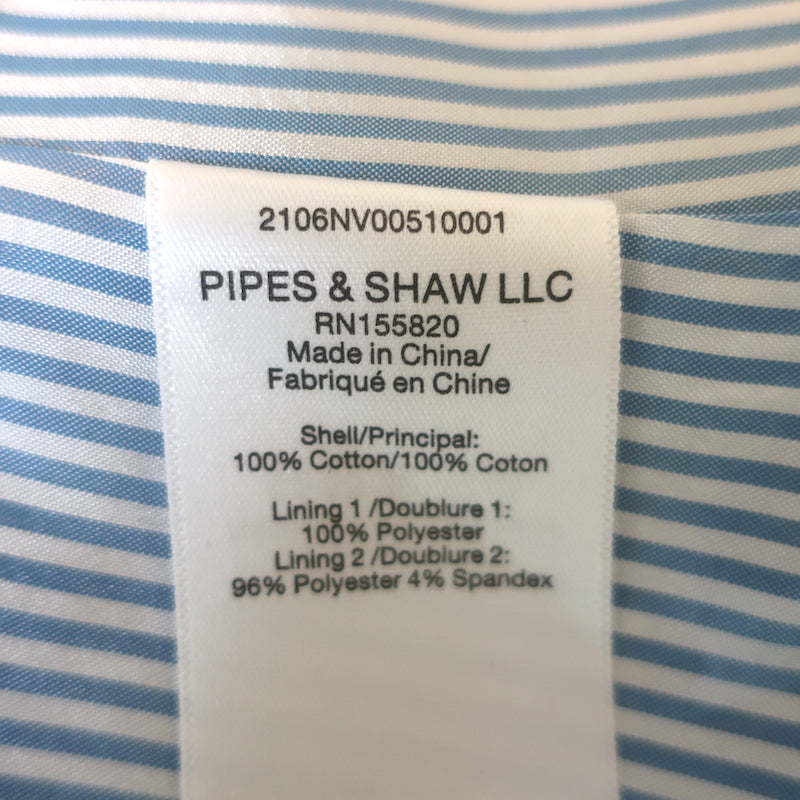 2106NV00510001
PIPES & SHAW LLC
RN155820
Made in China/
Fabriqué en Chine
Shell/Principal:
100% Cotton/100% Coton
Lining 1 /Doublure 1:
100% Polyester
Lining 2 /Doublure 2:
96% Polyester 4% Spandex